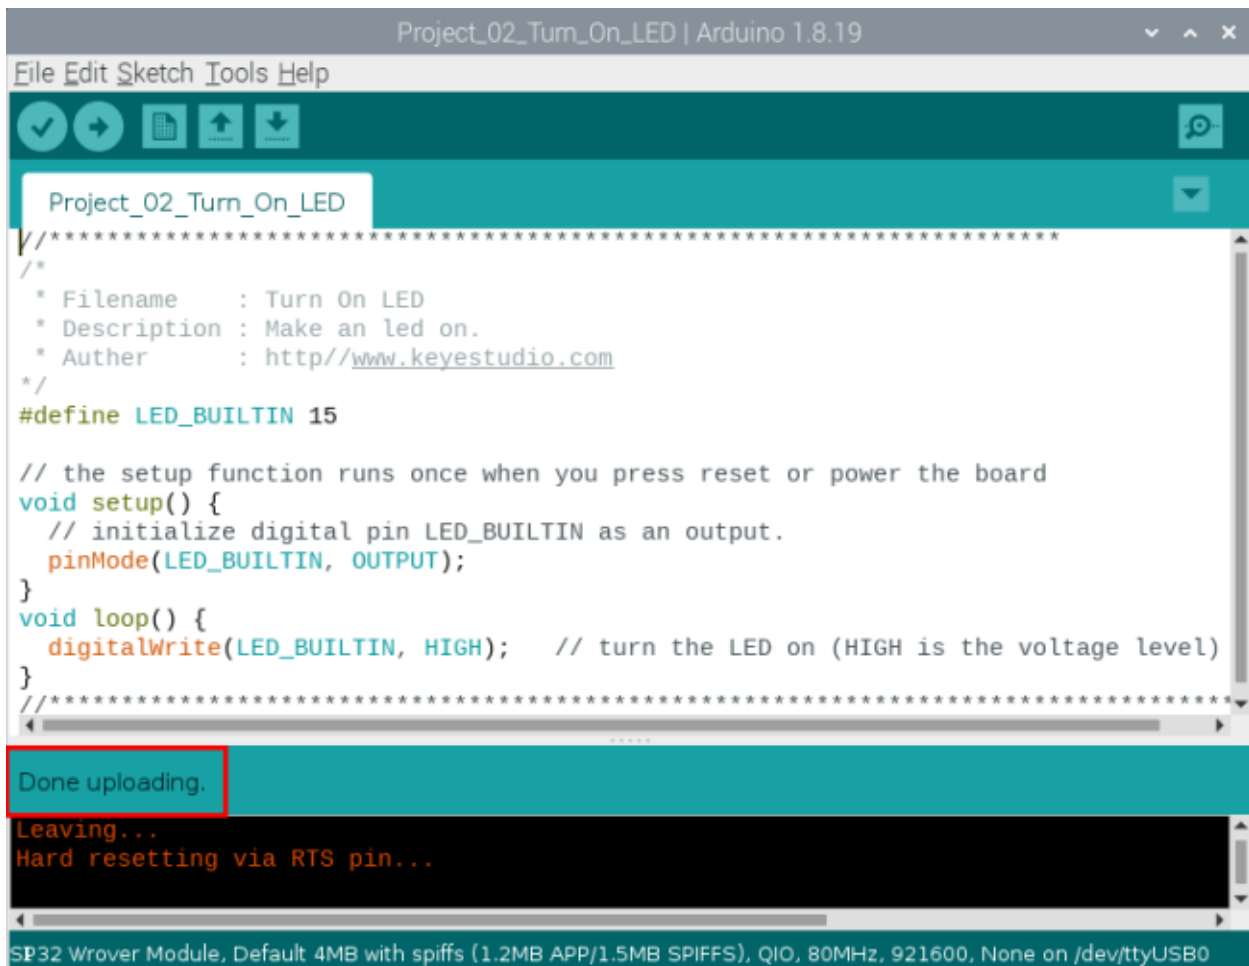 Project_02_Turn_On_LED | Arduino 1.8.19
File Edit Sketch Tools Help
Project_02_Turn_On_LED
//**********************************************************************
/*
 * Filename    : Turn On LED
 * Description : Make an led on.
 * Auther      : http//www.keyestudio.com
*/
#define LED_BUILTIN 15
// the setup function runs once when you press reset or power the board
void setup() {
  // initialize digital pin LED_BUILTIN as an output.
  pinMode(LED_BUILTIN, OUTPUT);
}
void loop() {
  digitalWrite(LED_BUILTIN, HIGH);   // turn the LED on (HIGH is the voltage level)
}
//**********************************************************************************
Done uploading.
Leaving...
Hard resetting via RTS pin...
SP32 Wrover Module, Default 4MB with spiffs (1.2MB APP/1.5MB SPIFFS), QIO, 80MHz, 921600, None on /dev/ttyUSB0